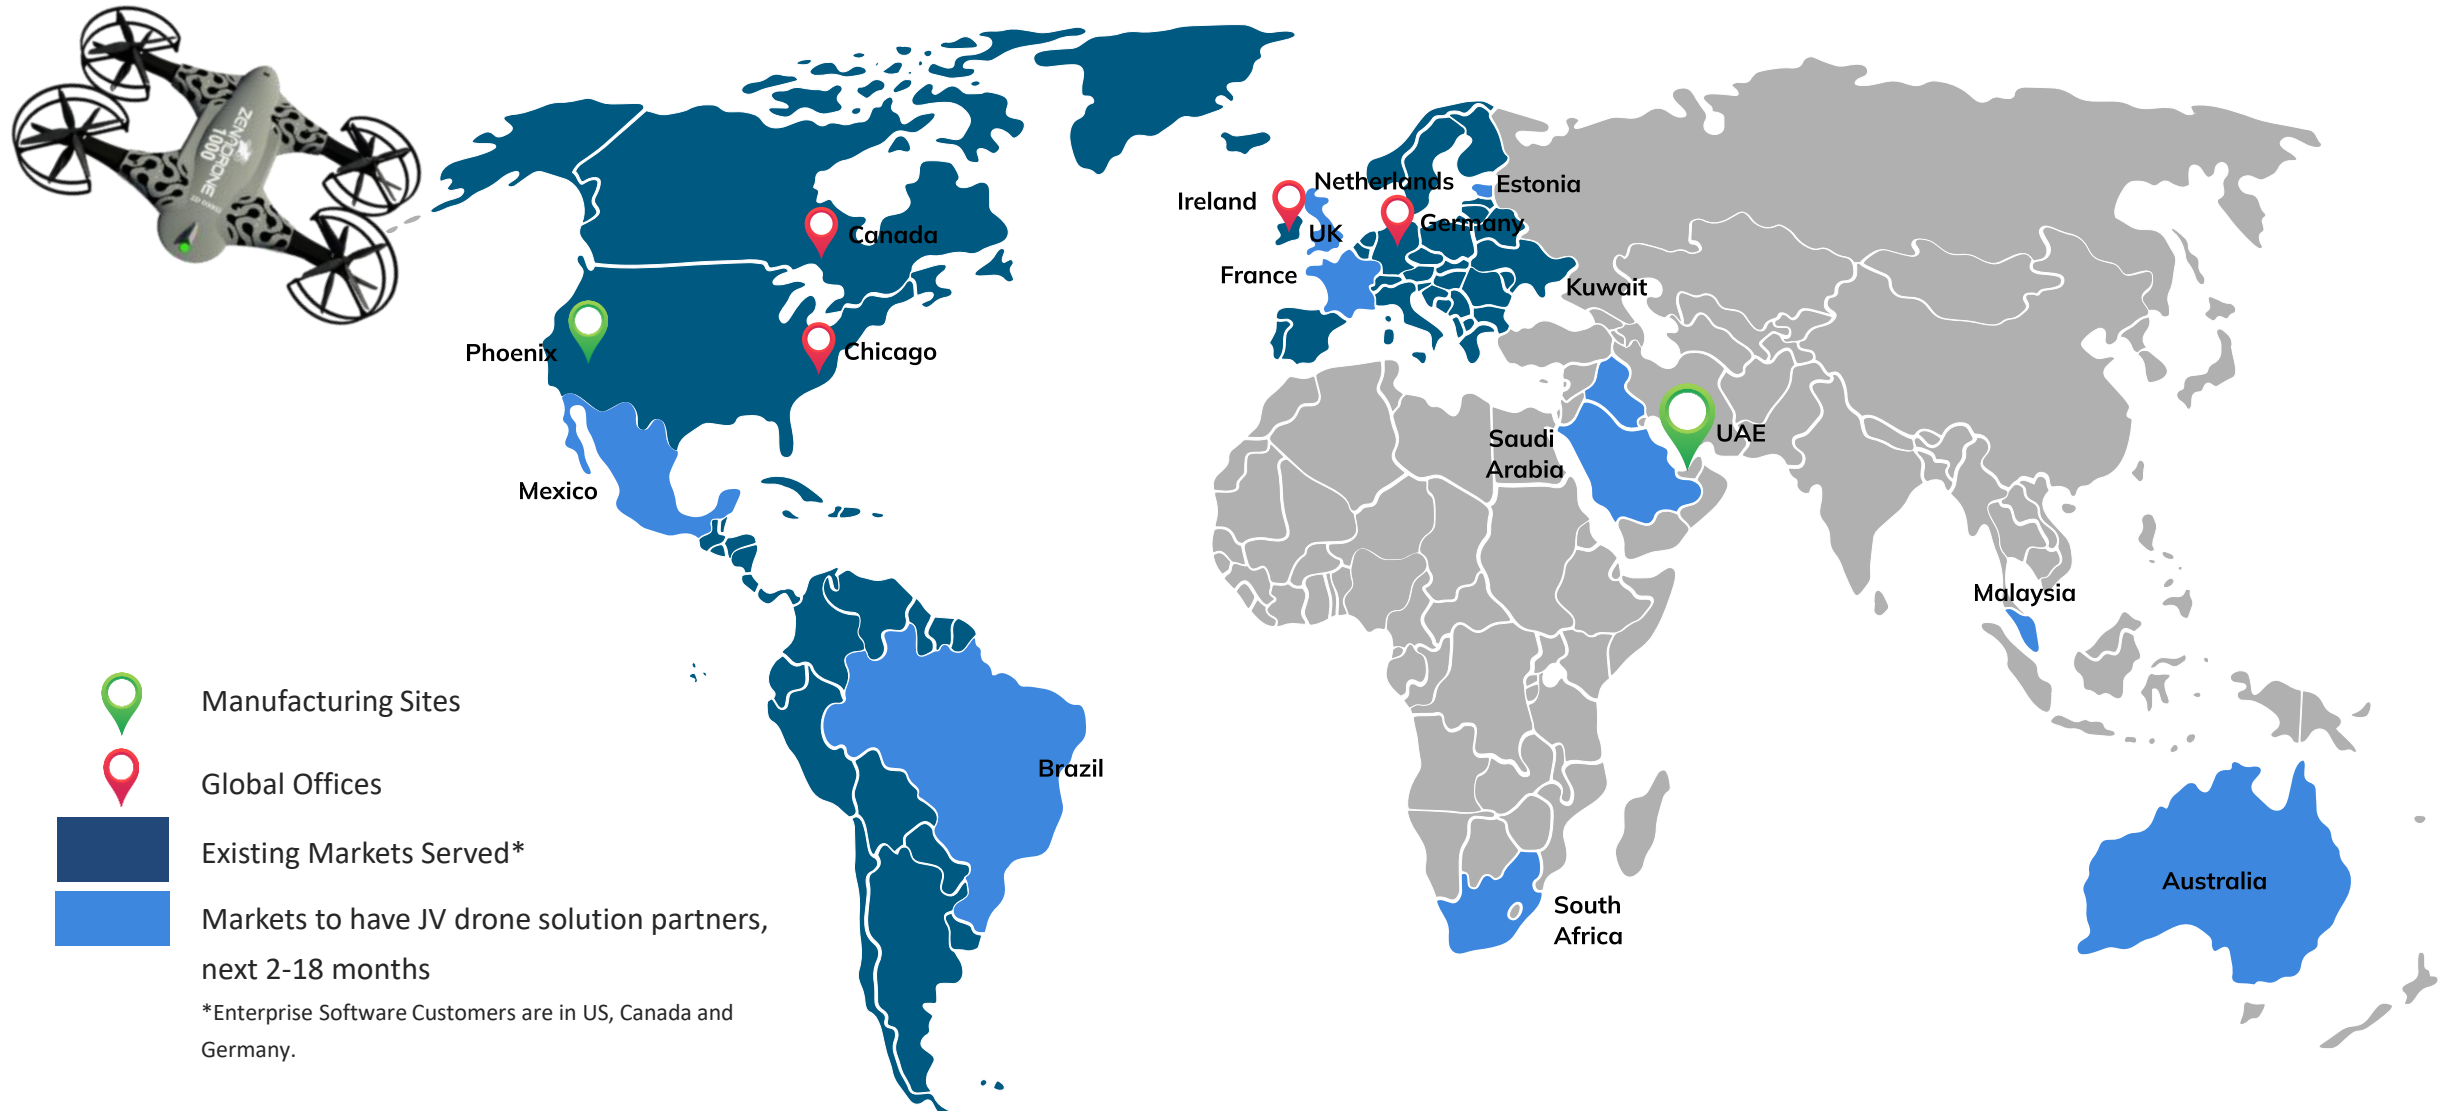 ZENADRONE
1000
Canada
Phoenix
Chicago
Mexico
Brazil
Ireland
Netherlands
Estonia
UK
Germany
France
Kuwait
Saudi
Arabia
UAE
Malaysia
South
Africa
Australia
Manufacturing Sites
Global Offices
Existing Markets Served*
Markets to have JV drone solution partners,
next 2-18 months
*Enterprise Software Customers are in US, Canada and
Germany.